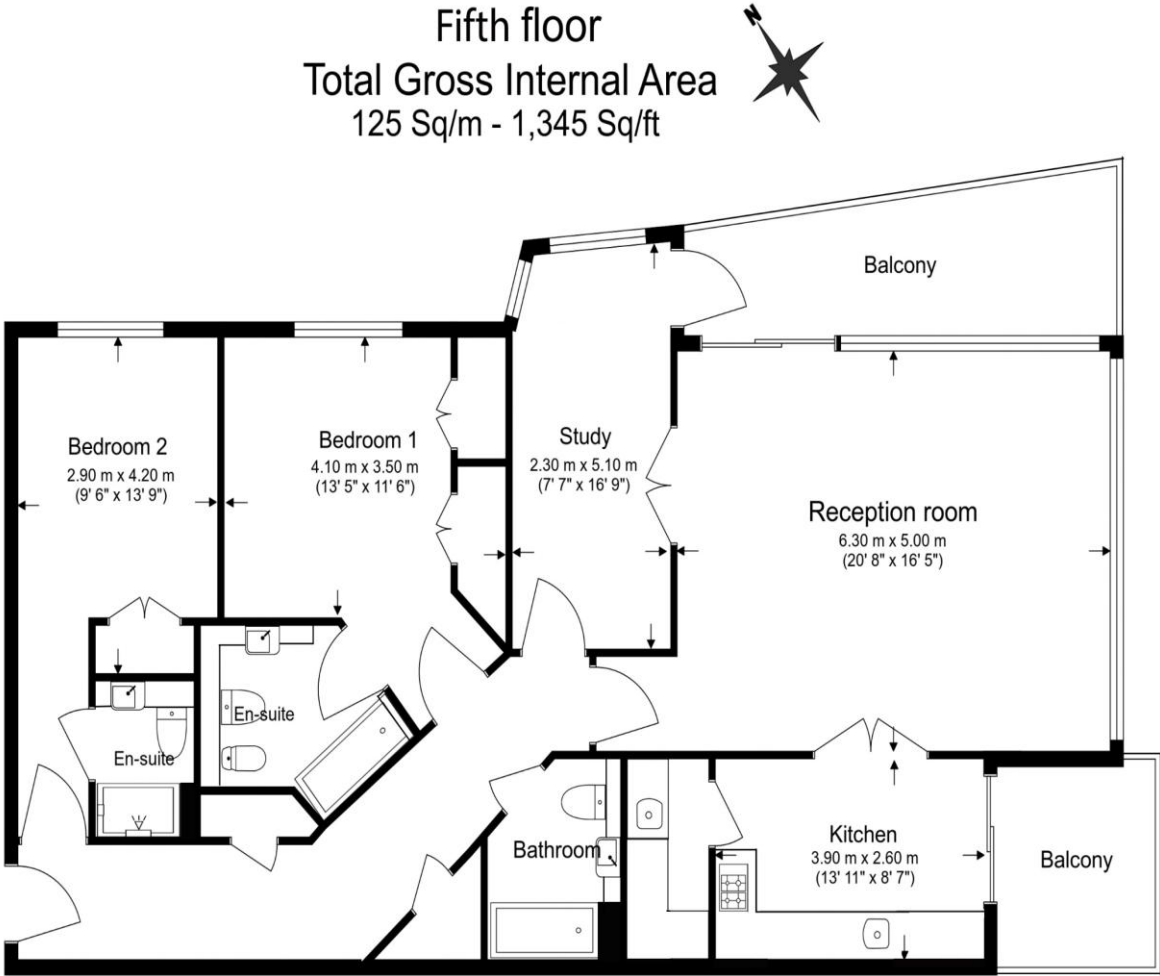 Fifth floor
Total Gross Internal Area
125 Sq/m - 1,345 Sq/ft
N
Balcony
Bedroom 2
2.90 m x 4.20 m
(9' 6" x 13' 9")
Bedroom 1
4.10 m x 3.50 m
(13' 5" x 11' 6")
Study
2.30 m x 5.10 m
(7' 7" x 16' 9")
Reception room
6.30 m x 5.00 m
(20' 8" x 16' 5")
En-suite
En-suite
Bathroom
Kitchen
3.90 m x 2.60 m
(13' 11" x 8' 7")
Balcony